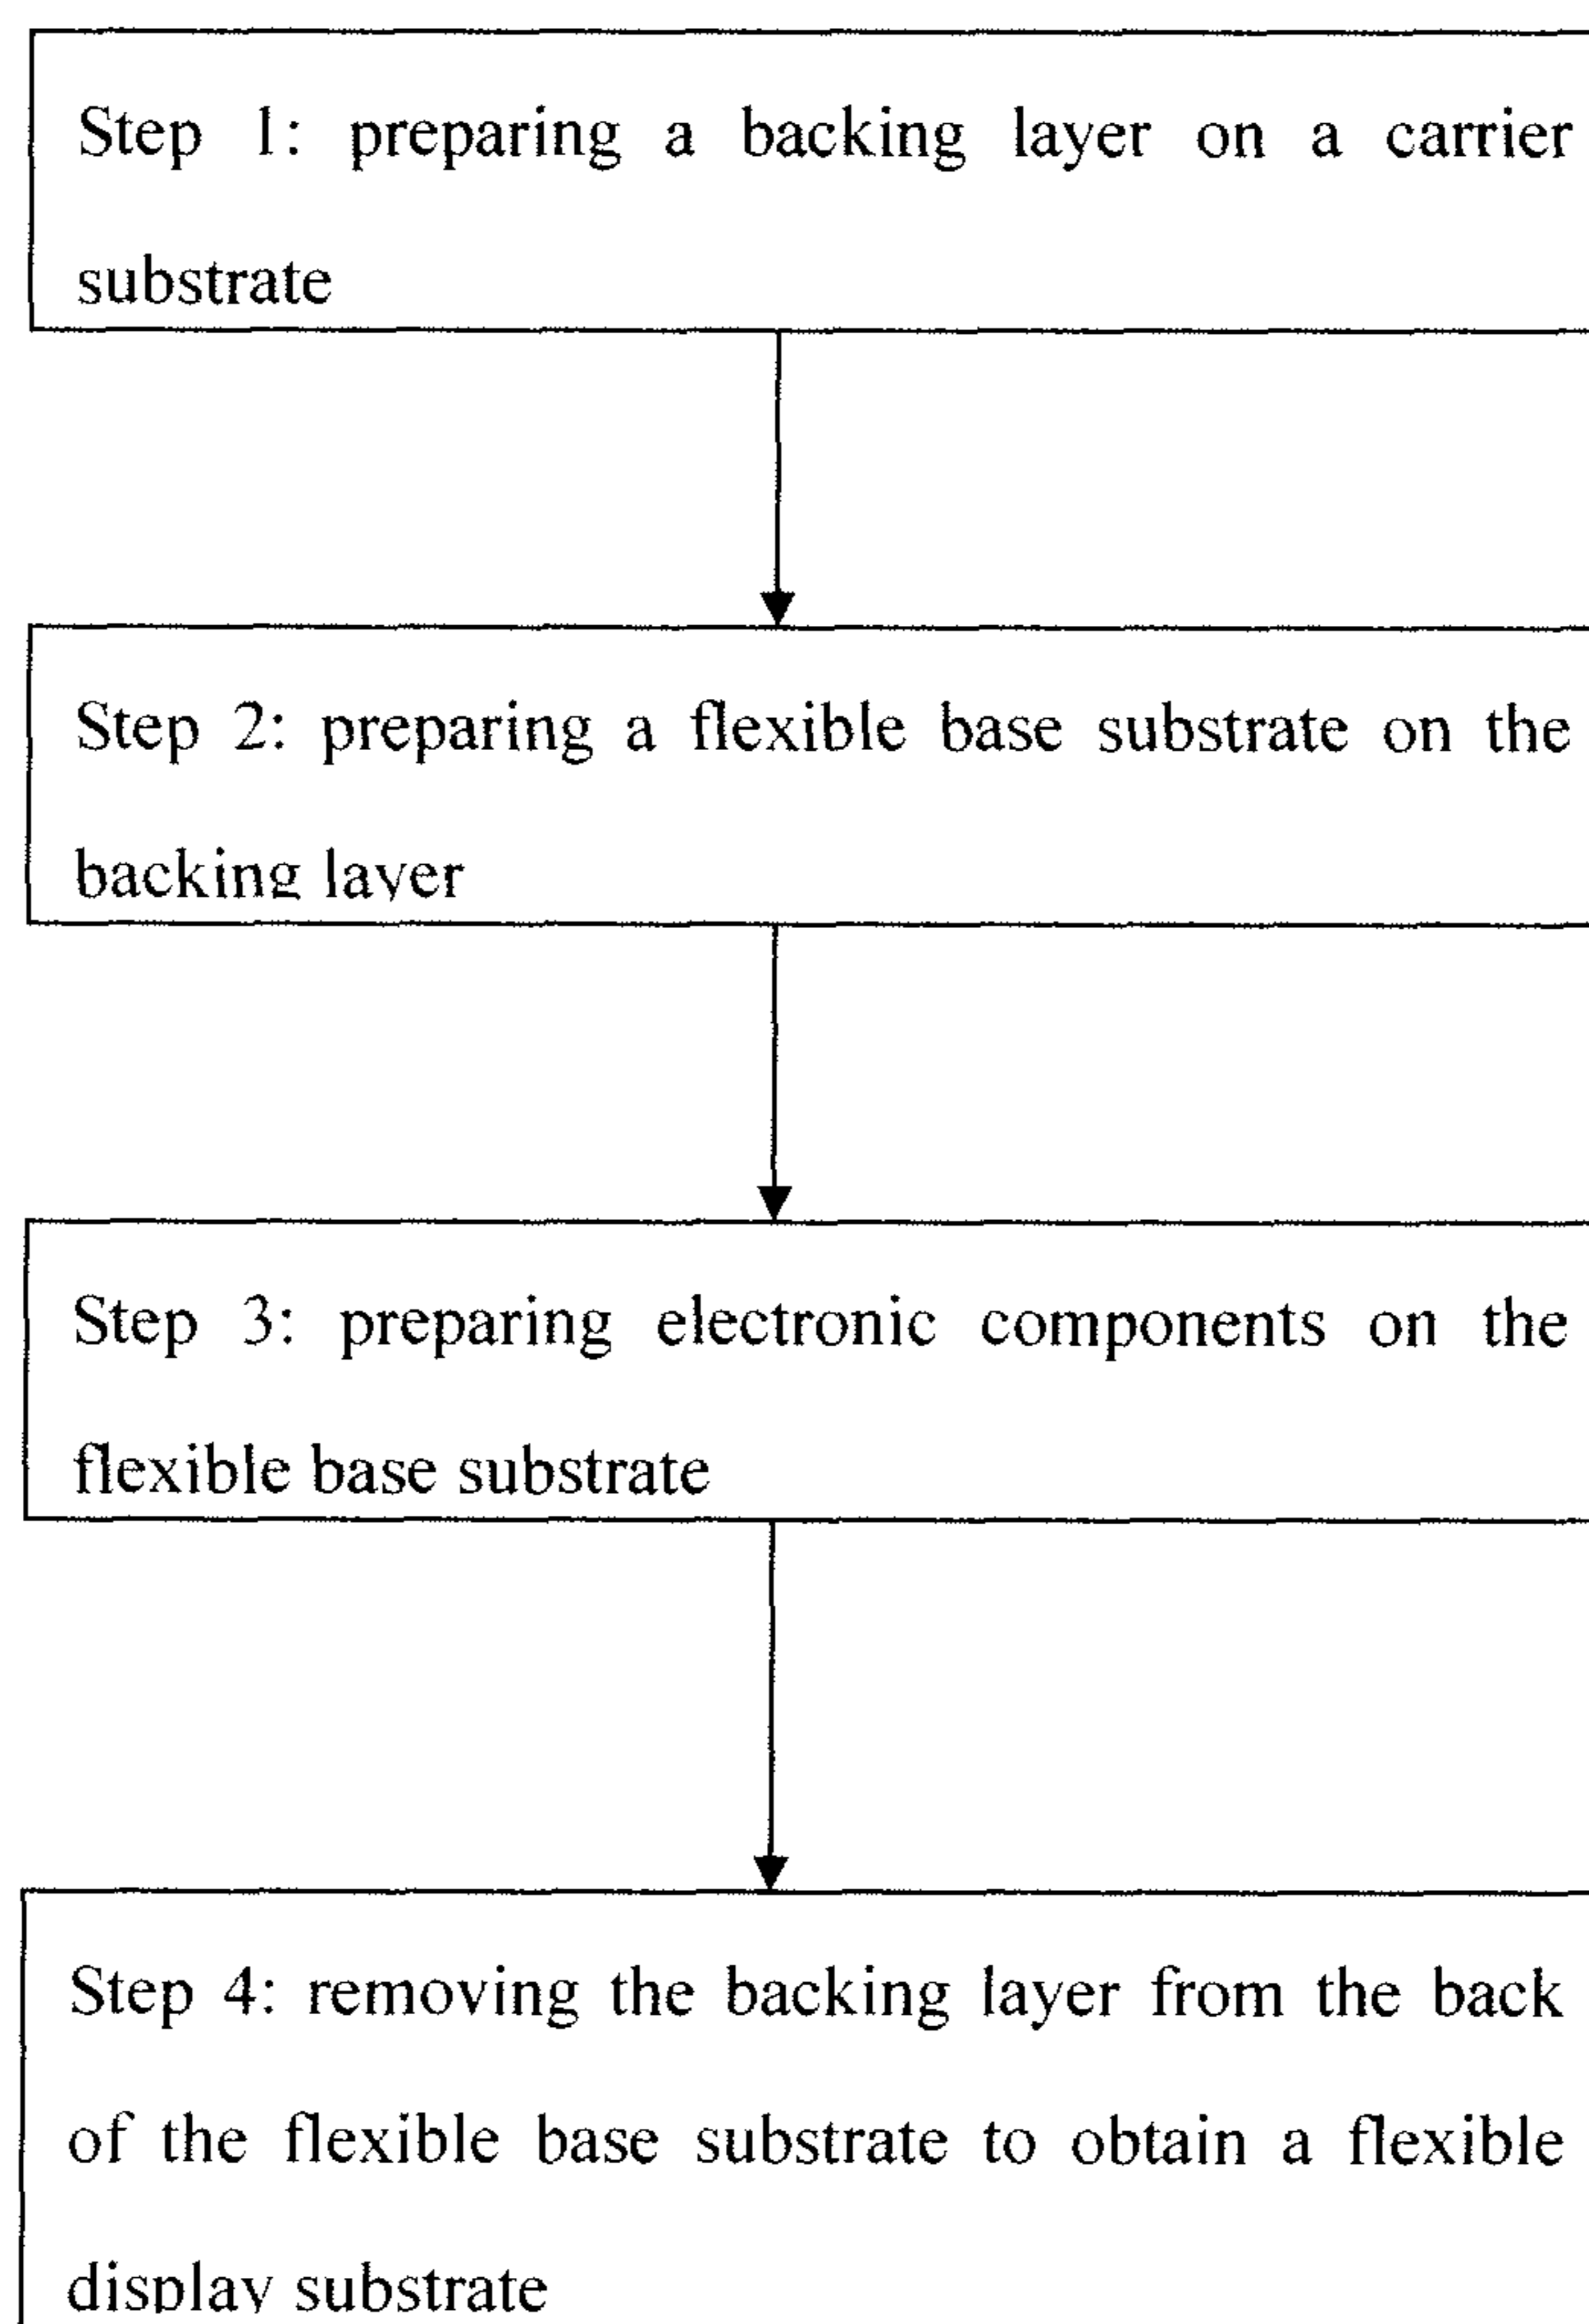 Step 1: preparing a backing layer on a carrier
substrate
Step 2: preparing a flexible base substrate on the
backing layer
Step 3: preparing electronic components on the
flexible base substrate
Step 4: removing the backing layer from the back
of the flexible base substrate to obtain a flexible
display substrate